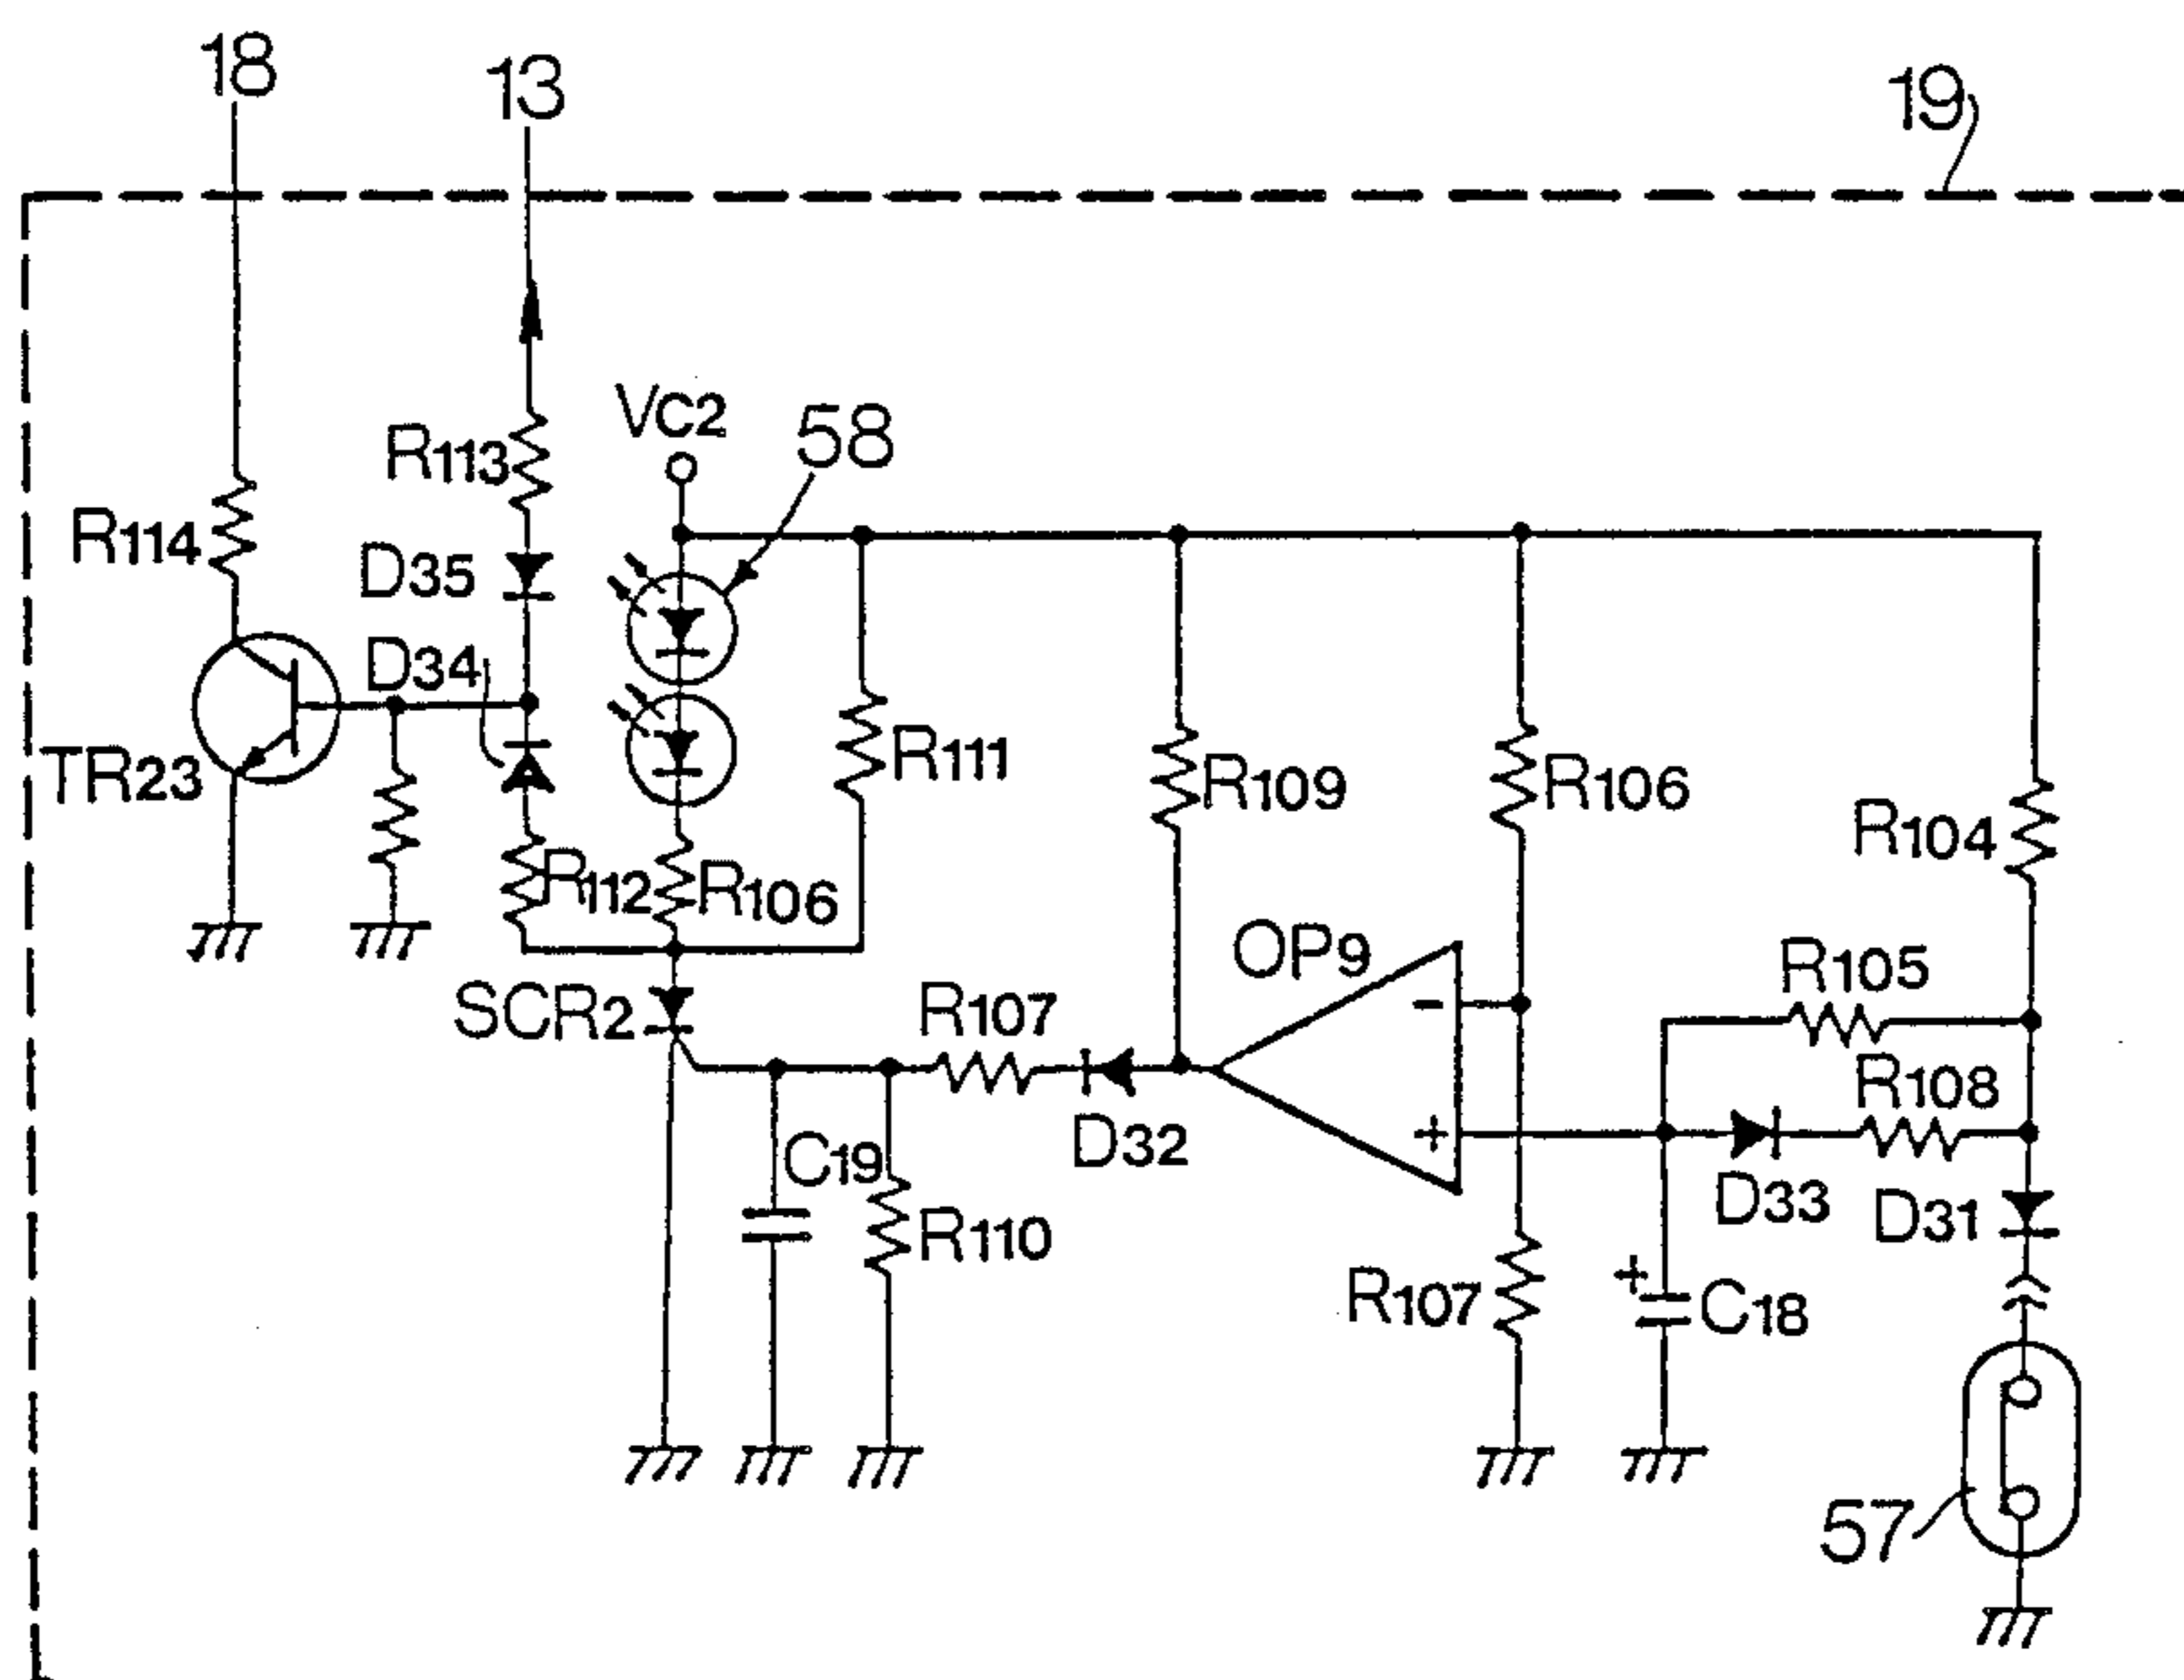 18
13
19
VC2
58
R113
R114
D35
D34
TR23
R111
R109
R106
R104
R112
R106
OP9
-
R105
SCR2
R107
R108
+
D32
C19
D33
D31
R110
R107
+
C18
57